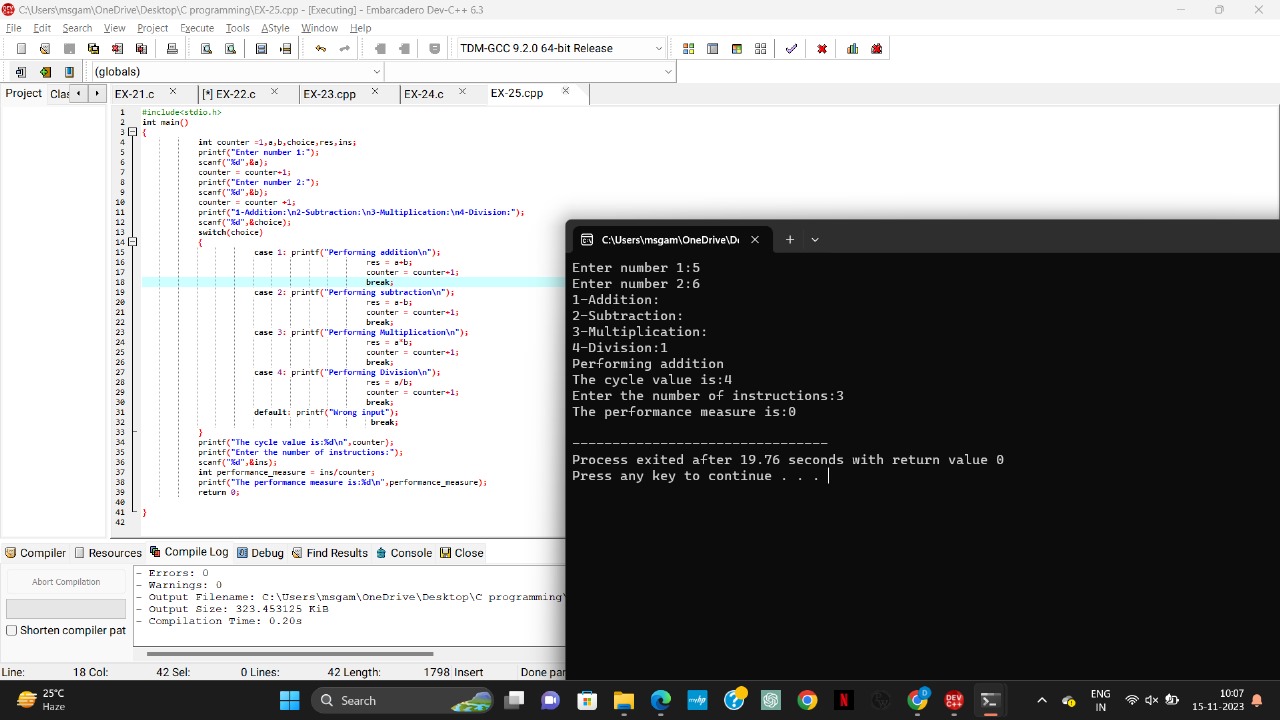 C:\Users\msgam\OneDrive\Desktop\C programming\EX-25.cpp - [Executing] - Embarcadero Dev-C++ 6.3
File Edit Search View Project Execute Tools AStyle Window Help
TDM-GCC 9.2.0 64-bit Release
(globals)
Project Clas EX-21.c [*] EX-22.c EX-23.cpp EX-24.c EX-25.cpp
1 #include<stdio.h>
2 int main()
3 {
4 int counter =1,a,b,choice,res,ins;
5 printf("Enter number 1:");
6 scanf("%d",&a);
7 counter = counter+1;
8 printf("Enter number 2:");
9 scanf("%d",&b);
10 counter = counter +1;
11 printf("1-Addition:\n2-Subtraction:\n3-Multiplication:\n4-Division:");
12 scanf("%d",&choice);
13 switch(choice)
14 {
15 case 1: printf("Performing addition\n");
16 res = a+b;
17 counter = counter+1;
18 break;
19 case 2: printf("Performing subtraction\n");
20 res = a-b;
21 counter = counter+1;
22 break;
23 case 3: printf("Performing Multiplication\n");
24 res = a*b;
25 counter = counter+1;
26 break;
27 case 4: printf("Performing Division\n");
28 res = a/b;
29 counter = counter+1;
30 break;
31 default: printf("Wrong input");
32 break;
33 }
34 printf("The cycle value is:%d\n",counter);
35 printf("Enter the number of instructions:");
36 scanf("%d",&ins);
37 int performance_measure = ins/counter;
38 printf("The performance measure is:%d\n",performance_measure);
39 return 0;
40
41 }
42
C:\Users\msgam\OneDrive\De
Enter number 1:5
Enter number 2:6
1-Addition:
2-Subtraction:
3-Multiplication:
4-Division:1
Performing addition
The cycle value is:4
Enter the number of instructions:3
The performance measure is:0
--------------------------------
Process exited after 19.76 seconds with return value 0
Press any key to continue . . .
Compiler Resources Compile Log Debug Find Results Console Close
Abort Compilation
Shorten compiler pat
- Errors: 0
- Warnings: 0
- Output Filename: C:\Users\msgam\OneDrive\Desktop\C programming\
- Output Size: 323.453125 KiB
- Compilation Time: 0.20s
Line: 18 Col: 42 Sel: 0 Lines: 42 Length: 1798 Insert Done par
25°C
Haze
Search
ENG
IN
10:07
15-11-2023